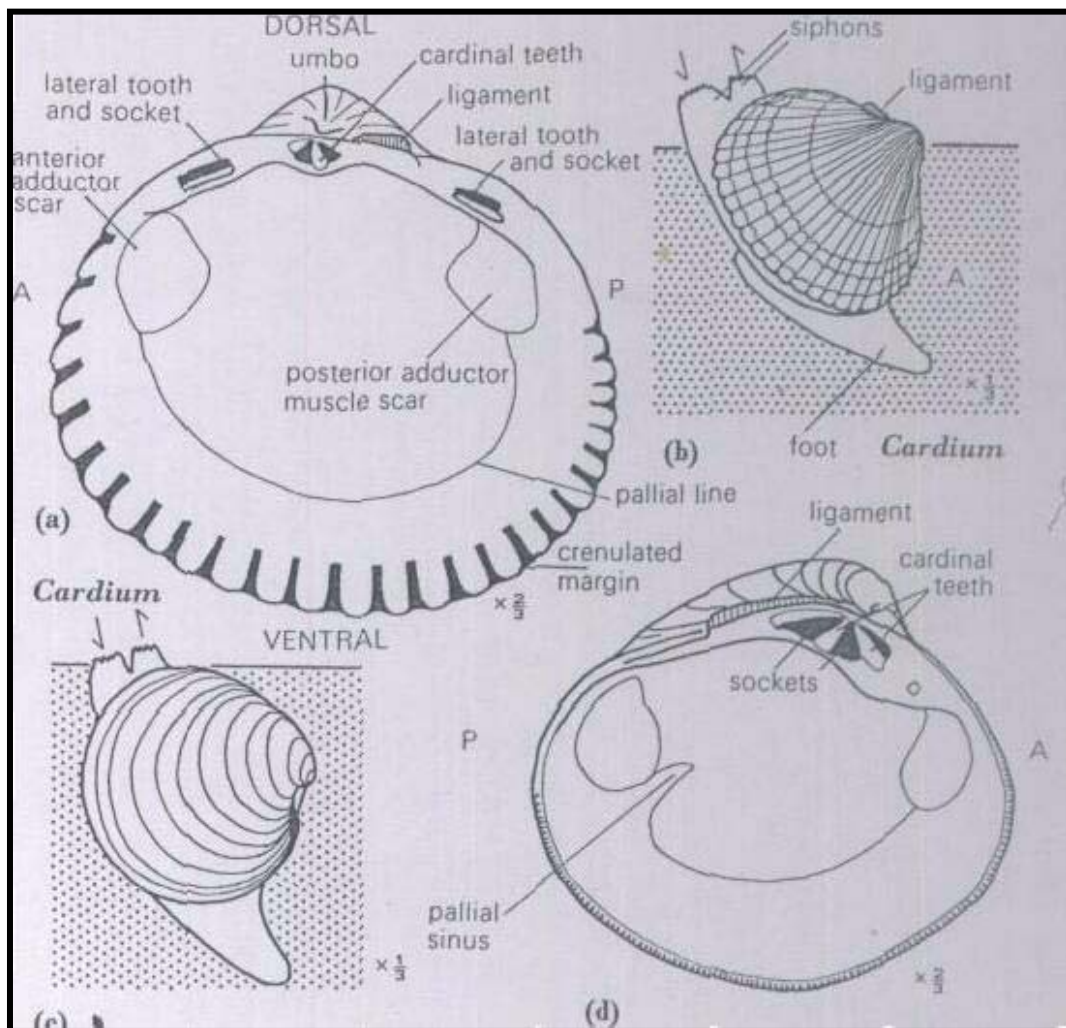 DORSAL
umbo
cardinal teeth
ligament
lateral tooth
and socket
lateral tooth
and socket
anterior
adductor
scar
A
P
posterior adductor
muscle scar
pallial line
crenulated
margin
(a)
× 2/3
Cardium
VENTRAL
siphons
ligament
A
× 1/3
foot
Cardium
(b)
× 1/3
(c)
ligament
cardinal
teeth
sockets
P
A
pallial
sinus
× 2/3
(d)